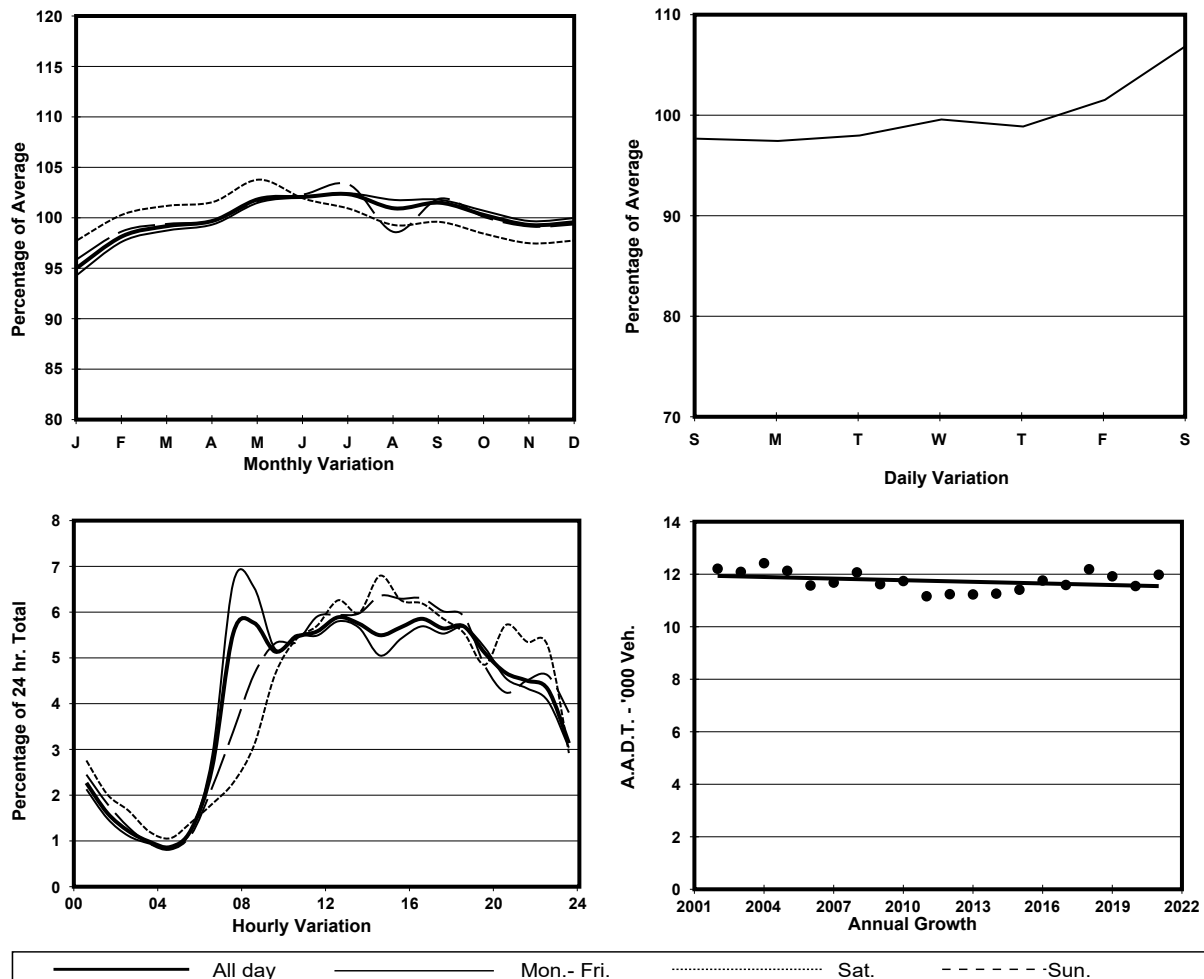 120
115
110
105
100
95
90
85
80
Percentage of Average
J F M A M J J A S O N D
Monthly Variation
110
100
90
80
70
Percentage of Average
S M T W T F S
Daily Variation
8
7
6
5
4
3
2
1
0
Percentage of 24 hr. Total
00 04 08 12 16 20 24
Hourly Variation
14
12
10
8
6
4
2
0
A.A.D.T. - '000 Veh.
2001 2004 2007 2010 2013 2016 2019 2022
Annual Growth
All day Mon.- Fri. Sat. Sun.